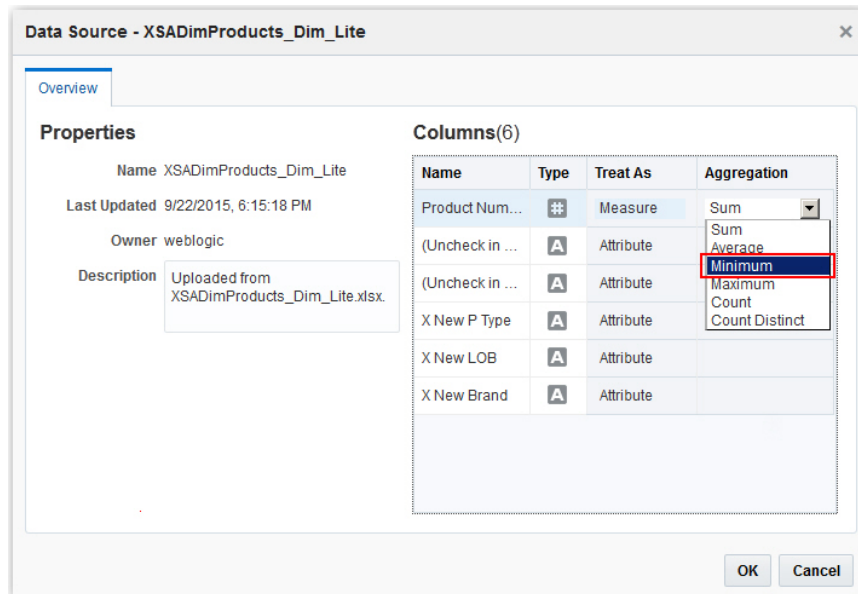 Data Source - XSADimProducts_Dim_Lite
Overview
Properties
Name XSADimProducts_Dim_Lite
Last Updated 9/22/2015, 6:15:18 PM
Owner weblogic
Description Uploaded from
XSADimProducts_Dim_Lite.xlsx.
Columns(6)
Name Type Treat As Aggregation
Product Num... # Measure Sum
(Uncheck in ... A Attribute
(Uncheck in ... A Attribute
X New P Type A Attribute
X New LOB A Attribute
X New Brand A Attribute
Sum
Average
Minimum
Maximum
Count
Count Distinct
OK Cancel